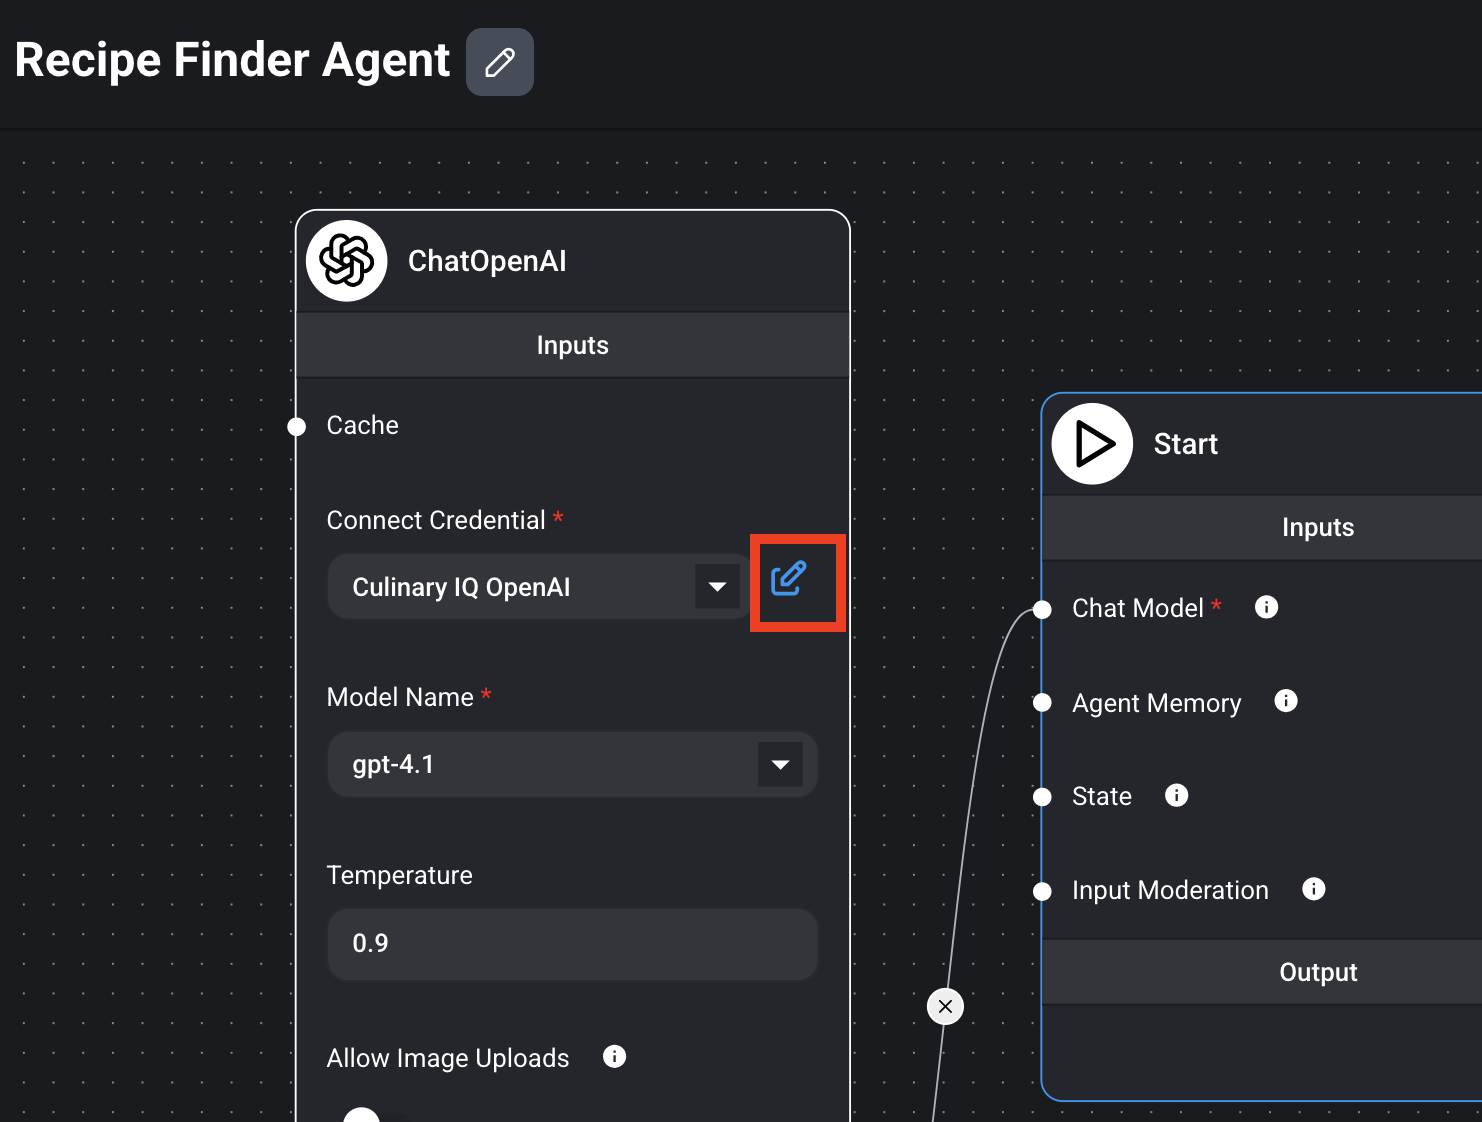 Recipe Finder Agent
ChatOpenAI
Inputs
Cache
Connect Credential *
Culinary IQ OpenAI
Model Name *
gpt-4.1
Temperature
0.9
Allow Image Uploads
Start
Inputs
Chat Model *
Agent Memory
State
Input Moderation
Output